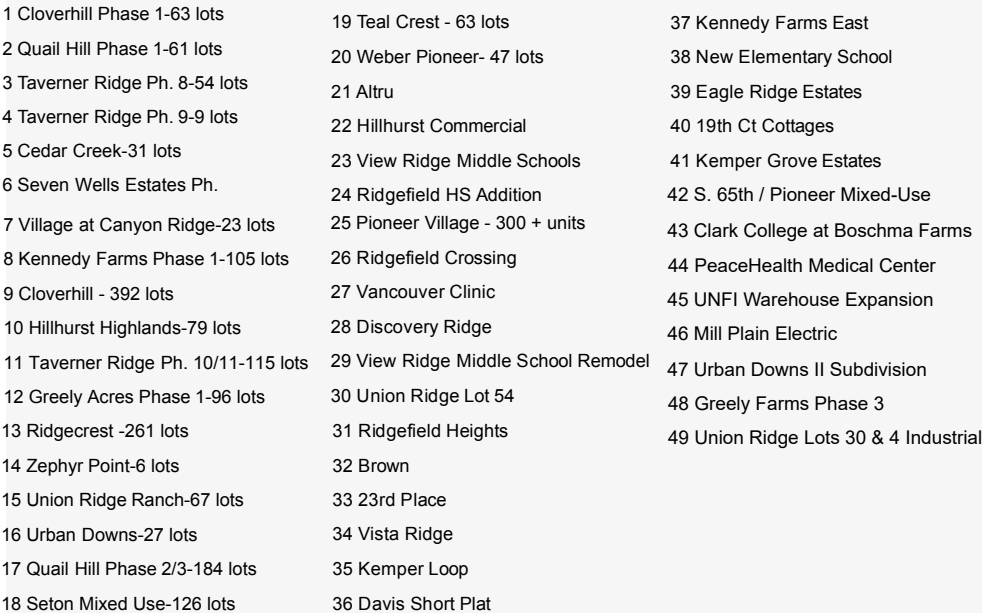 1 Cloverhill Phase 1-63 lots
2 Quail Hill Phase 1-61 lots
3 Taverner Ridge Ph. 8-54 lots
4 Taverner Ridge Ph. 9-9 lots
5 Cedar Creek-31 lots
6 Seven Wells Estates Ph.
7 Village at Canyon Ridge-23 lots
8 Kennedy Farms Phase 1-105 lots
9 Cloverhill - 392 lots
10 Hillhurst Highlands-79 lots
11 Taverner Ridge Ph. 10/11-115 lots
12 Greely Acres Phase 1-96 lots
13 Ridgecrest -261 lots
14 Zephyr Point-6 lots
15 Union Ridge Ranch-67 lots
16 Urban Downs-27 lots
17 Quail Hill Phase 2/3-184 lots
18 Seton Mixed Use-126 lots
19 Teal Crest - 63 lots
20 Weber Pioneer- 47 lots
21 Altru
22 Hillhurst Commercial
23 View Ridge Middle Schools
24 Ridgefield HS Addition
25 Pioneer Village - 300 + units
26 Ridgefield Crossing
27 Vancouver Clinic
28 Discovery Ridge
29 View Ridge Middle School Remodel
30 Union Ridge Lot 54
31 Ridgefield Heights
32 Brown
33 23rd Place
34 Vista Ridge
35 Kemper Loop
36 Davis Short Plat
37 Kennedy Farms East
38 New Elementary School
39 Eagle Ridge Estates
40 19th Ct Cottages
41 Kemper Grove Estates
42 S. 65th / Pioneer Mixed-Use
43 Clark College at Boschma Farms
44 PeaceHealth Medical Center
45 UNFI Warehouse Expansion
46 Mill Plain Electric
47 Urban Downs II Subdivision
48 Greely Farms Phase 3
49 Union Ridge Lots 30 & 4 Industrial